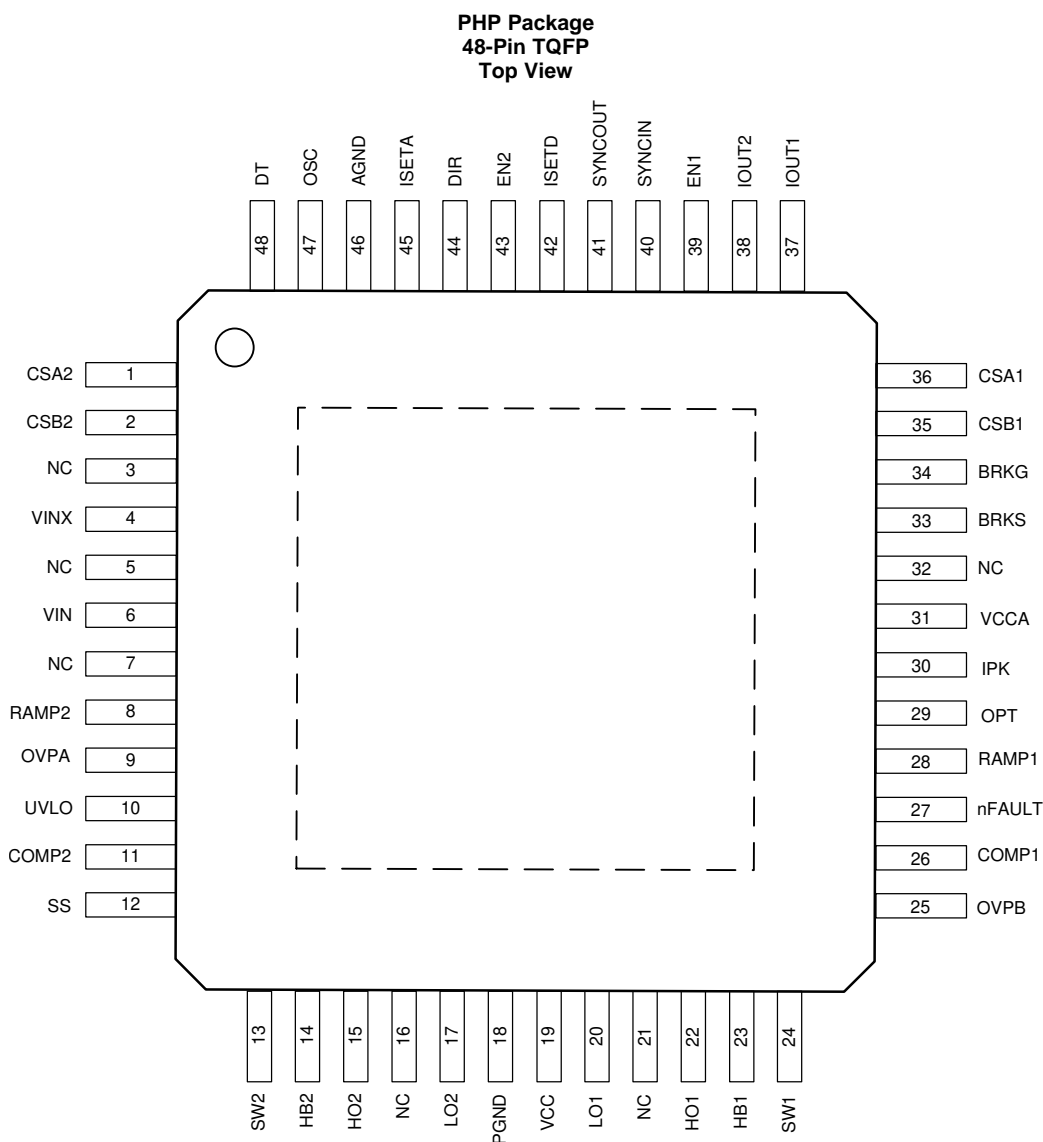 PHP Package
48-Pin TQFP
Top View
DT
OSC
AGND
ISETA
DIR
EN2
ISETD
SYNCOUT
SYNCIN
EN1
IOUT2
IOUT1
48
47
46
45
44
43
42
41
40
39
38
37
CSA2 1
CSB2 2
NC 3
VINX 4
NC 5
VIN 6
NC 7
RAMP2 8
OVPA 9
UVLO 10
COMP2 11
SS 12
36 CSA1
35 CSB1
34 BRKG
33 BRKS
32 NC
31 VCCA
30 IPK
29 OPT
28 RAMP1
27 nFAULT
26 COMP1
25 OVPB
13
14
15
16
17
18
19
20
21
22
23
24
SW2
HB2
HO2
NC
LO2
PGND
VCC
LO1
NC
HO1
HB1
SW1